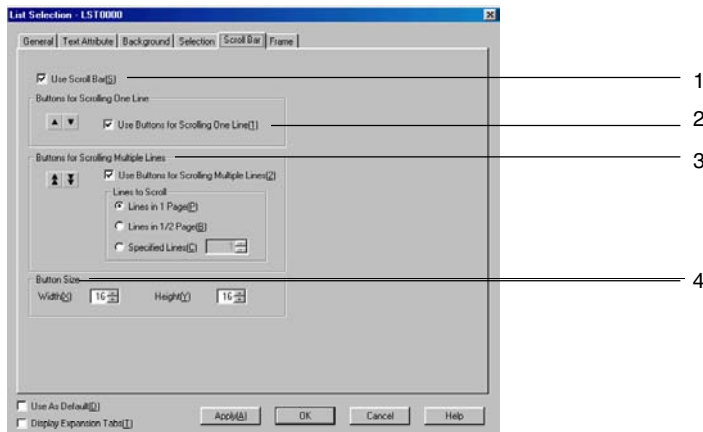 List Selection - LST0000
General Text Attribute Background Selection Scroll Bar Frame
Use Scroll Bar(S) 1
Buttons for Scrolling One Line
Use Buttons for Scrolling One Line(1) 2
Buttons for Scrolling Multiple Lines 3
Use Buttons for Scrolling Multiple Lines(2)
Lines to Scroll
Lines in 1 Page(P)
Lines in 1/2 Page(B)
Specified Lines(C) 1
Button Size 4
Width(X) 16 Height(Y) 16
Use As Default(D)
Display Expansion Tabs(T)
Apply(A) OK Cancel Help